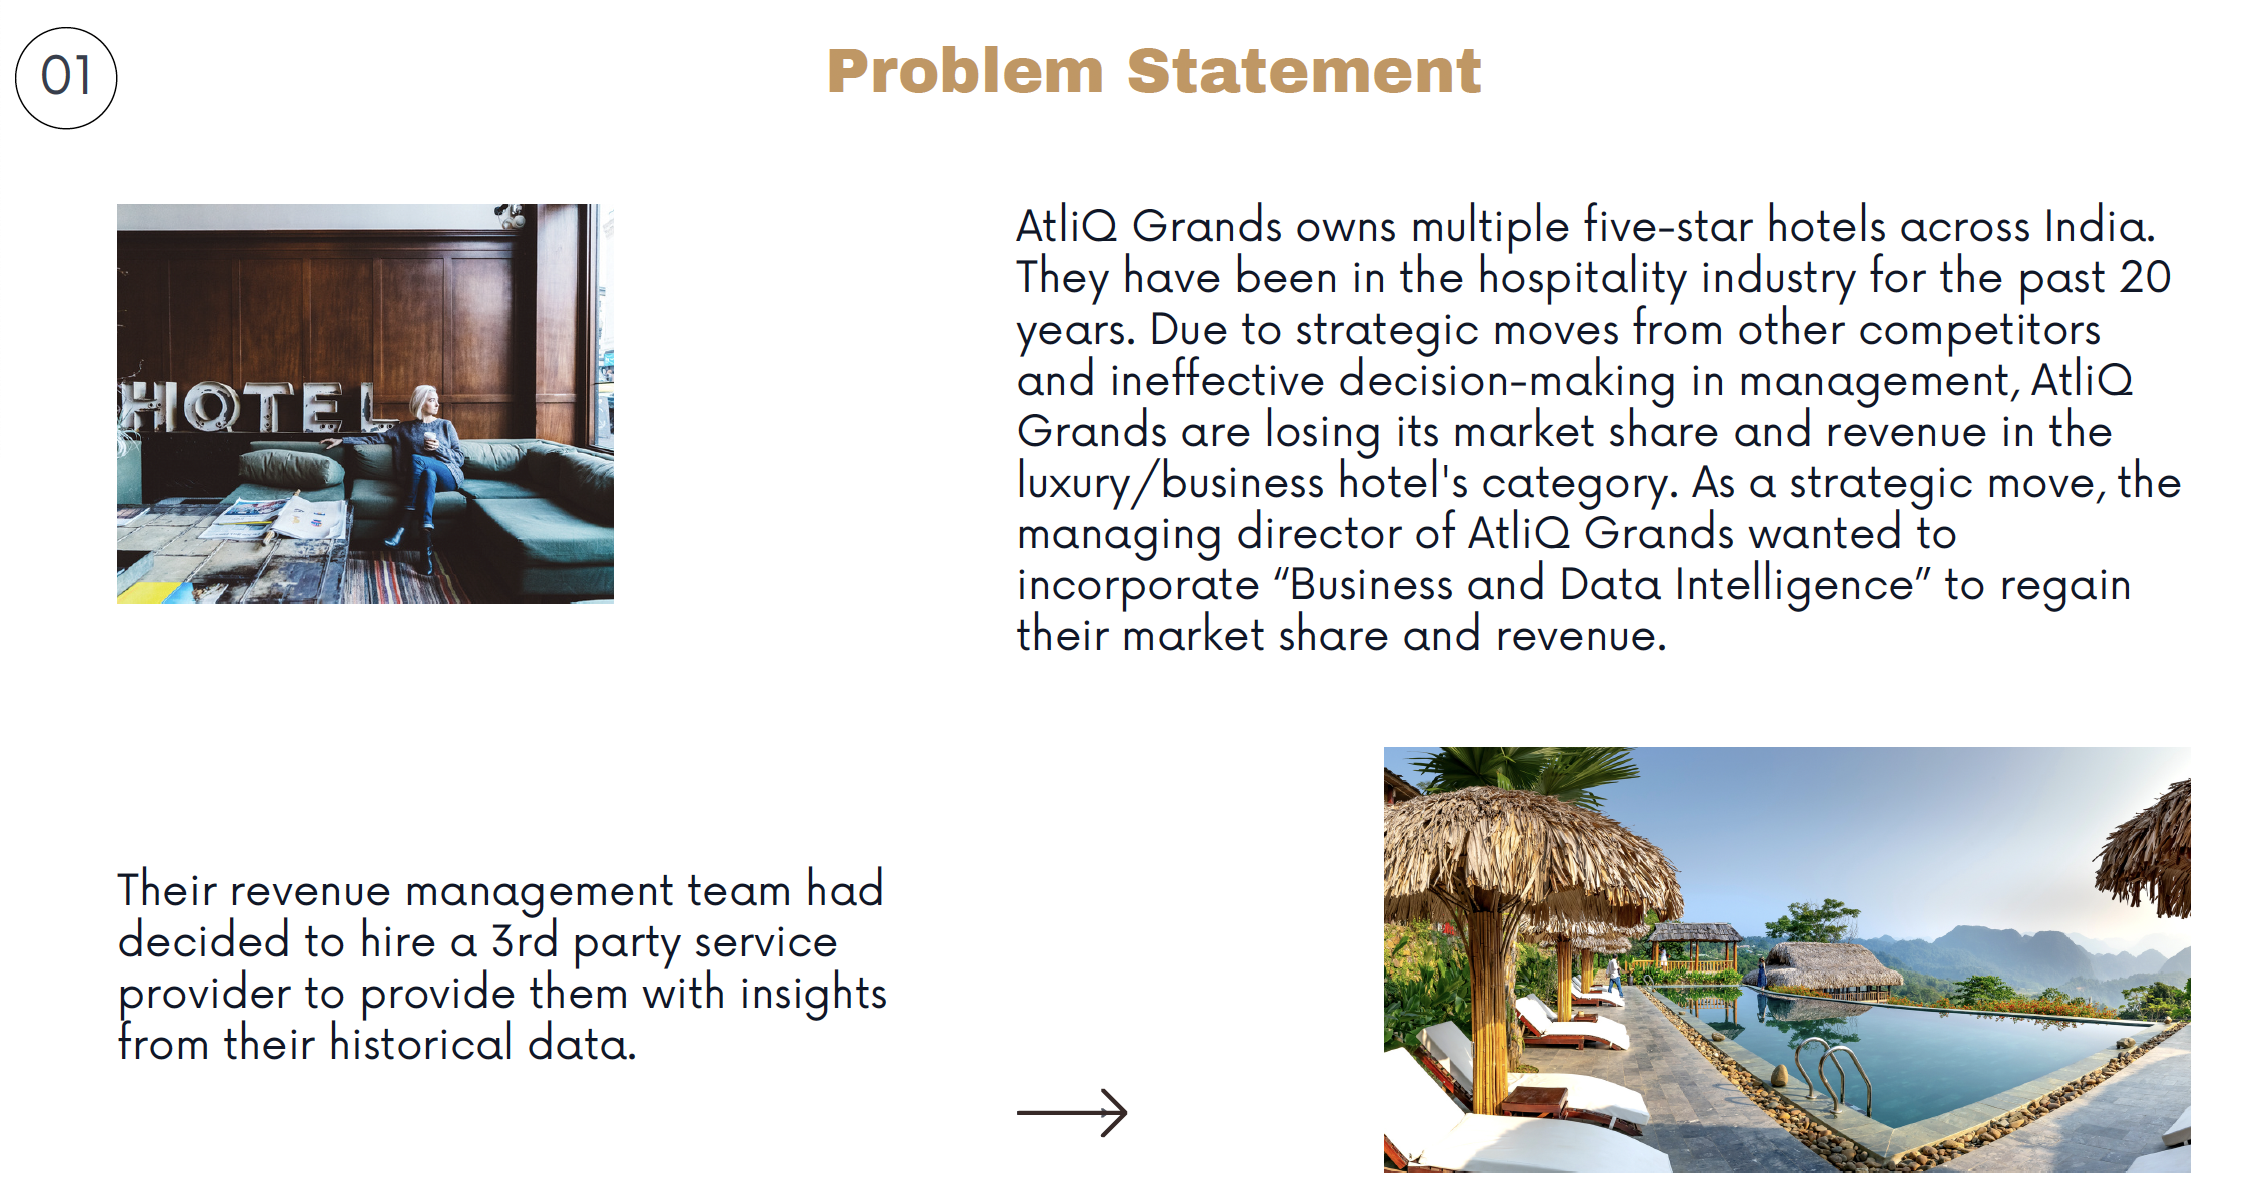 01
Problem Statement
HOTEL
AtliQ Grands owns multiple five-star hotels across India.
They have been in the hospitality industry for the past 20
years. Due to strategic moves from other competitors
and ineffective decision-making in management, AtliQ
Grands are losing its market share and revenue in the
luxury/business hotel's category. As a strategic move, the
managing director of AtliQ Grands wanted to
incorporate “Business and Data Intelligence” to regain
their market share and revenue.
Their revenue management team had
decided to hire a 3rd party service
provider to provide them with insights
from their historical data.